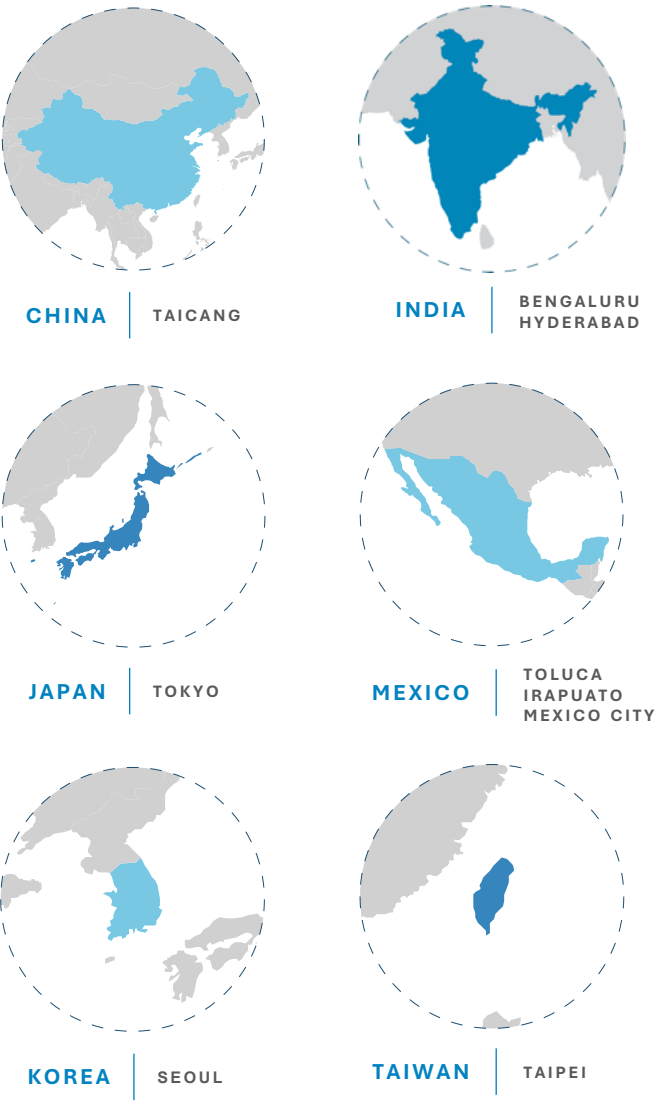 CHINA
TAICANG
INDIA
BENGALURU
HYDERABAD
JAPAN
TOKYO
MEXICO
TOLUCA
IRAPUATO
MEXICO CITY
KOREA
SEOUL
TAIWAN
TAIPEI